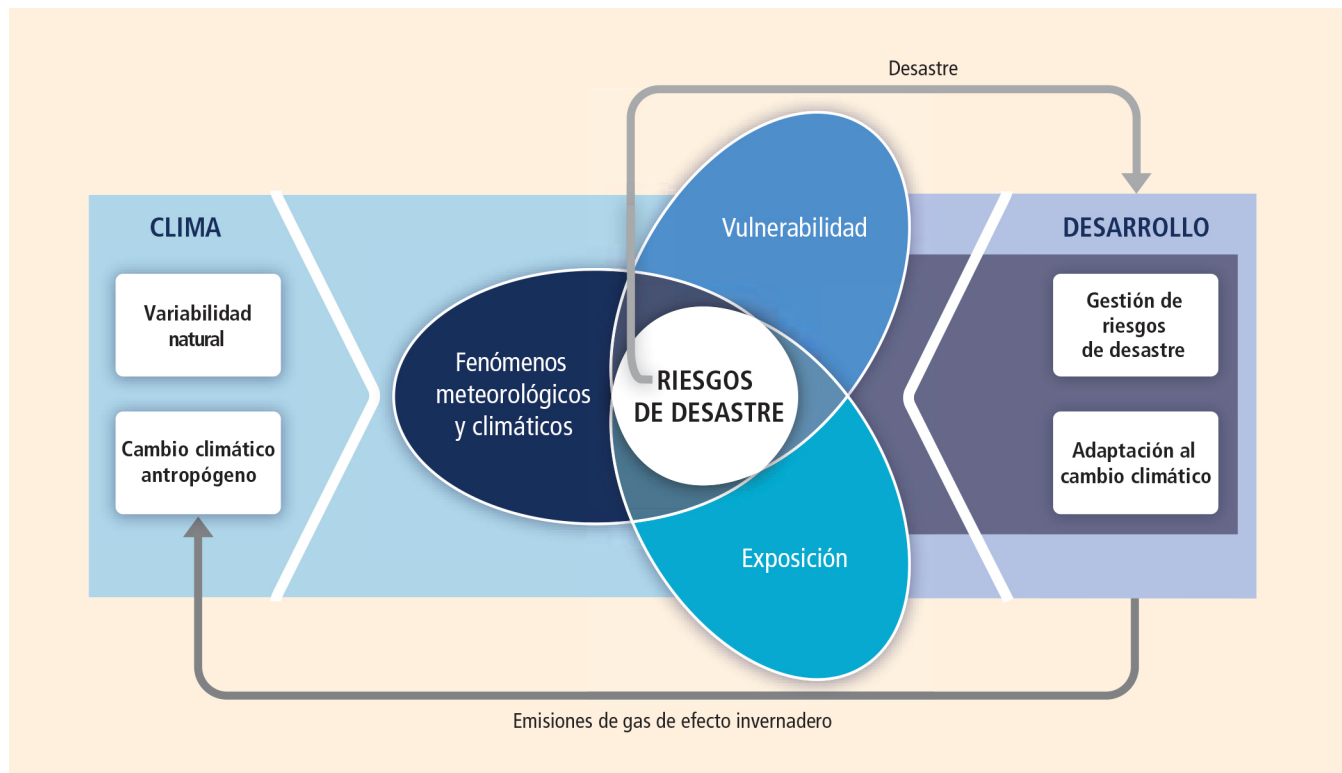 Desastre
CLIMA
Variabilidad
natural
Cambio climático
antropógeno
Fenómenos
meteorológicos
y climáticos
Vulnerabilidad
RIESGOS
DE DESASTRE
Exposición
DESARROLLO
Gestión de
riesgos
de desastre
Adaptación al
cambio climático
Emisiones de gas de efecto invernadero